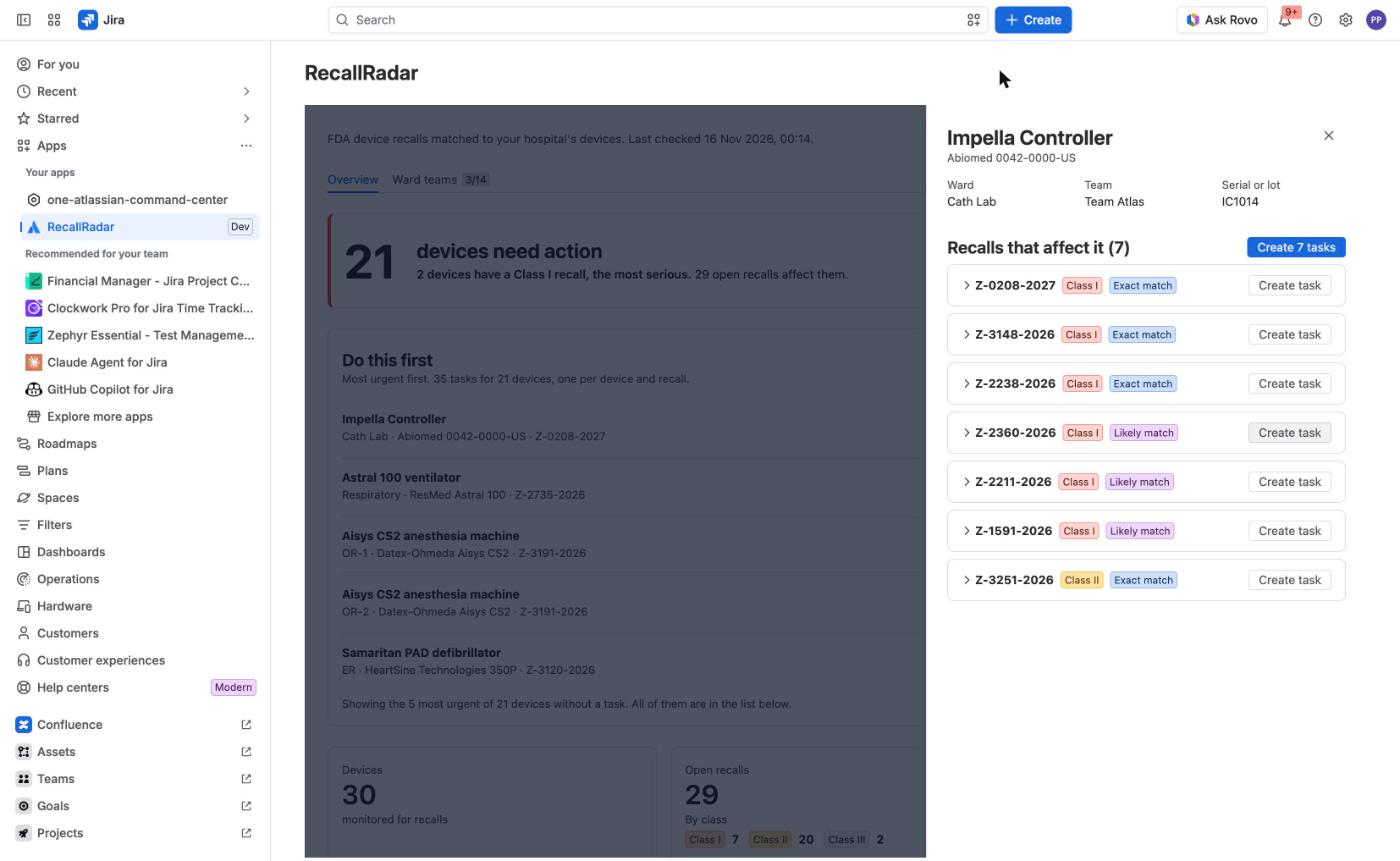 Jira
Search
Create
Ask Rovo
9+
PP
For you
Recent
Starred
Apps
Your apps
one-atlassian-command-center
RecallRadar
Dev
Recommended for your team
Financial Manager - Jira Project C...
Clockwork Pro for Jira Time Tracki...
Zephyr Essential - Test Manageme...
Claude Agent for Jira
GitHub Copilot for Jira
Explore more apps
Roadmaps
Plans
Spaces
Filters
Dashboards
Operations
Hardware
Customers
Customer experiences
Help centers
Modern
Confluence
Assets
Teams
Goals
Projects
RecallRadar
FDA device recalls matched to your hospital's devices. Last checked 16 Nov 2026, 00:14.
Overview
Ward teams 3/14
21
devices need action
2 devices have a Class I recall, the most serious. 29 open recalls affect them.
Do this first
Most urgent first. 35 tasks for 21 devices, one per device and recall.
Impella Controller
Cath Lab · Abiomed 0042-0000-US · Z-0208-2027
Astral 100 ventilator
Respiratory · ResMed Astral 100 · Z-2735-2026
Aisys CS2 anesthesia machine
OR-1 · Datex-Ohmeda Aisys CS2 · Z-3191-2026
Aisys CS2 anesthesia machine
OR-2 · Datex-Ohmeda Aisys CS2 · Z-3191-2026
Samaritan PAD defibrillator
ER · HeartSine Technologies 350P · Z-3120-2026
Showing the 5 most urgent of 21 devices without a task. All of them are in the list below.
Devices
30
monitored for recalls
Open recalls
29
By class
Class I 7 Class II 20 Class III 2
Impella Controller
Abiomed 0042-0000-US
Ward Team Serial or lot
Cath Lab Team Atlas IC1014
Recalls that affect it (7) Create 7 tasks
Z-0208-2027 Class I Exact match Create task
Z-3148-2026 Class I Exact match Create task
Z-2238-2026 Class I Exact match Create task
Z-2360-2026 Class I Likely match Create task
Z-2211-2026 Class I Likely match Create task
Z-1591-2026 Class I Likely match Create task
Z-3251-2026 Class II Exact match Create task